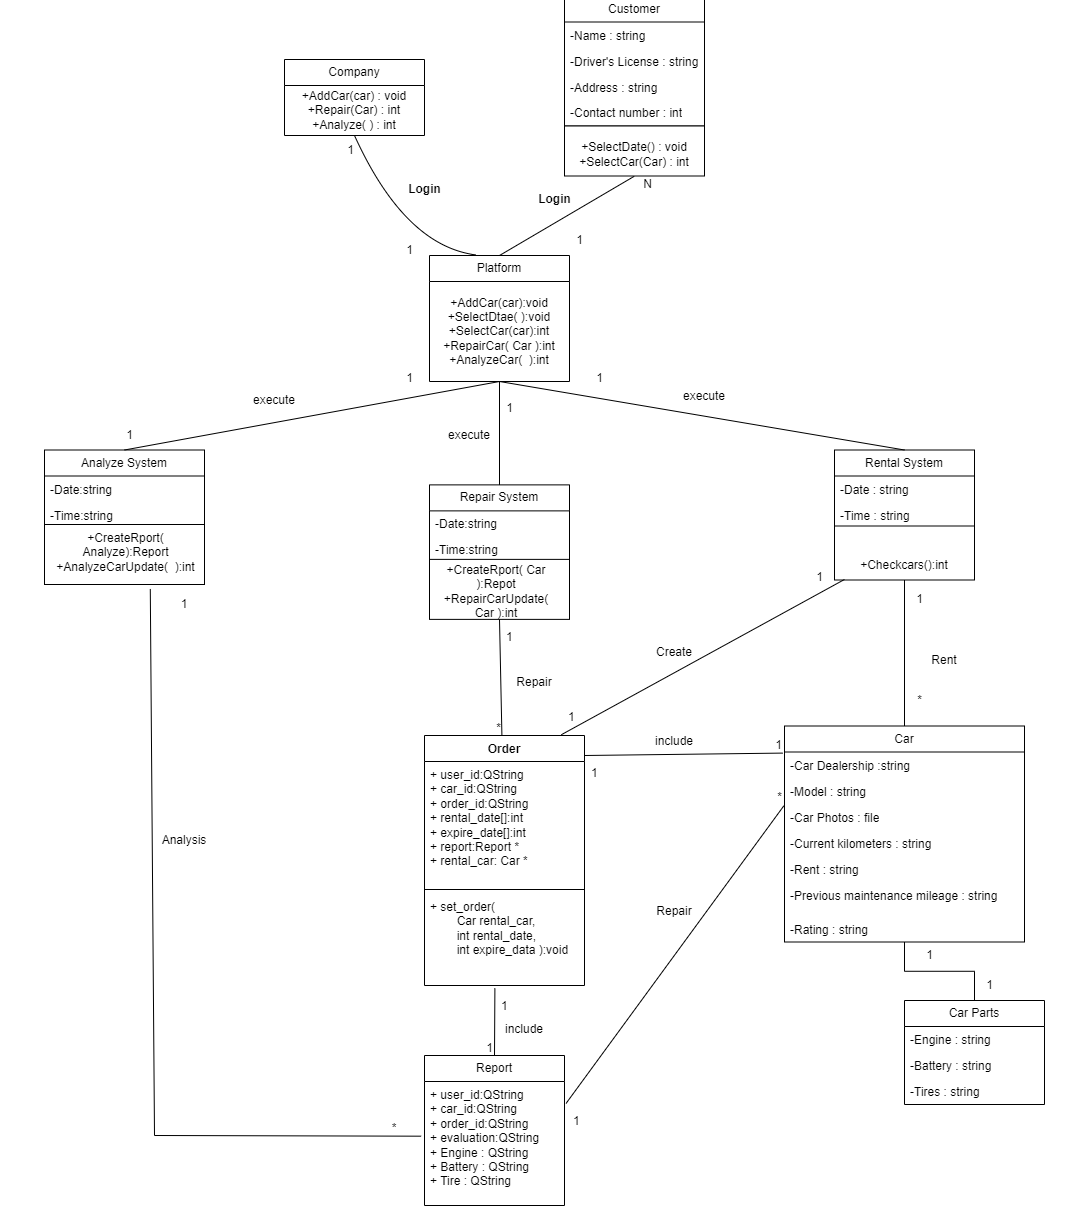 Customer
-Name : string
-Driver's License : string
-Address : string
-Contact number : int
+SelectDate() : void
+SelectCar(Car) : int
Company
+AddCar(car) : void
+Repair(Car) : int
+Analyze( ) : int
1
Login
N
Login
1
1
Platform
+AddCar(car):void
+SelectDtae( ):void
+SelectCar(car):int
+RepairCar( Car ):int
+AnalyzeCar(  ):int
1
1
1
execute
execute
execute
1
Analyze System
-Date:string
-Time:string
+CreateRport(
Analyze):Report
+AnalyzeCarUpdate(  ):int
1
Repair System
-Date:string
-Time:string
+CreateRport( Car
):Repot
+RepairCarUpdate(
Car ):int
1
Rental System
-Date : string
-Time : string
+Checkcars():int
1
1
Create
Rent
Repair
*
1
*
include
1
1
Order
+ user_id:QString
+ car_id:QString
+ order_id:QString
+ rental_date[]:int
+ expire_date[]:int
+ report:Report *
+ rental_car: Car *
+ set_order(
Car rental_car,
int rental_date,
int expire_data ):void
Car
-Car Dealership :string
-Model : string
-Car Photos : file
-Current kilometers : string
-Rent : string
-Previous maintenance mileage : string
-Rating : string
*
Analysis
Repair
1
1
Car Parts
-Engine : string
-Battery : string
-Tires : string
1
include
1
Report
+ user_id:QString
+ car_id:QString
+ order_id:QString
+ evaluation:QString
+ Engine : QString
+ Battery : QString
+ Tire : QString
1
*